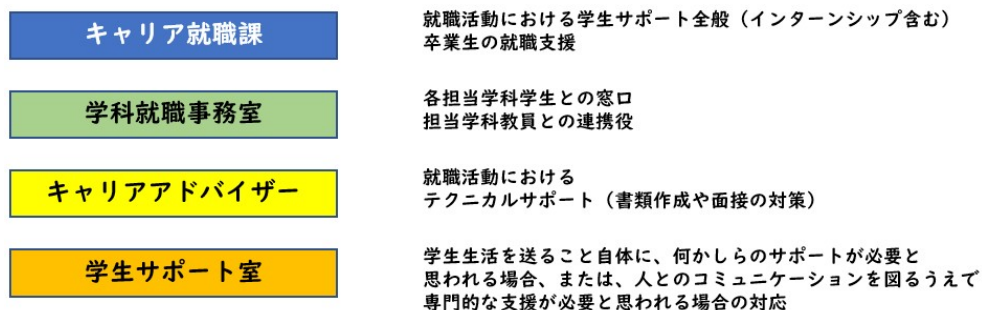 キャリア就職課
就職活動における学生サポート全般（インターンシップ含む）
卒業生の就職支援
学科就職事務室
各担当学科学生との窓口
担当学科教員との連携役
キャリアアドバイザー
就職活動における
テクニカルサポート（書類作成や面接の対策）
学生サポート室
学生生活を送ること自体に、何かしらのサポートが必要と
思われる場合、または、人とのコミュニケーションを図るうえで
専門的な支援が必要と思われる場合の対応